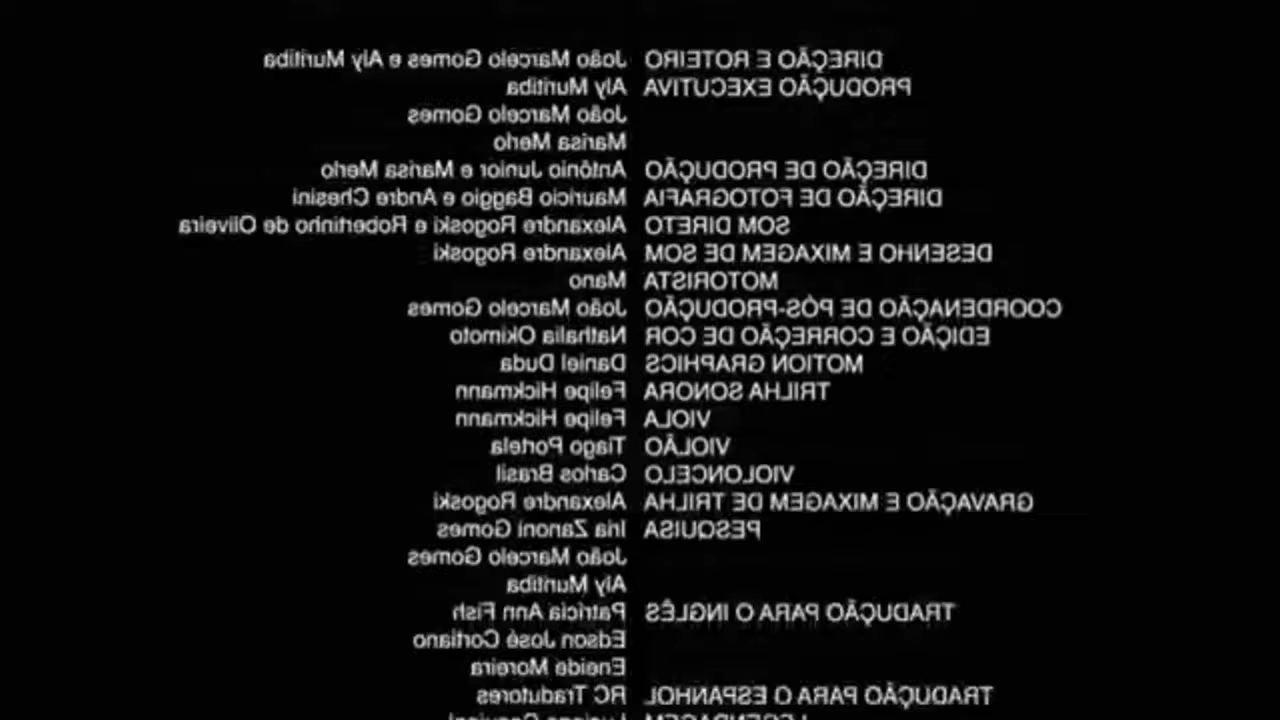 DIREÇÃO E ROTEIRO João Marcelo Gomes e Aly Muritiba
PRODUÇÃO EXECUTIVA Aly Muritiba
João Marcelo Gomes
Marisa Merlo
DIREÇÃO DE PRODUÇÃO Antônio Junior e Marisa Merlo
DIREÇÃO DE FOTOGRAFIA Mauricio Baggio e Andre Chesini
SOM DIRETO Alexandre Rogoski e Robertinho de Oliveira
DESENHO E MIXAGEM DE SOM Alexandre Rogoski
MOTORISTA Mano
COORDENAÇÃO DE PÓS-PRODUÇÃO João Marcelo Gomes
EDIÇÃO E CORREÇÃO DE COR Nathalia Okimoto
MOTION GRAPHICS Daniel Duda
TRILHA SONORA Felipe Hickmann
VIOLA Felipe Hickmann
VIOLÃO Tiago Portela
VIOLONCELO Carlos Brasil
GRAVAÇÃO E MIXAGEM DE TRILHA Alexandre Rogoski
PESQUISA Iria Zanoni Gomes
João Marcelo Gomes
Aly Muritiba
TRADUÇÃO PARA O INGLÊS Patrícia Ann Fish
Edson José Cortiano
Eneide Moreira
TRADUÇÃO PARA O ESPANHOL RC Tradutores
LEGENDAGEM Luciana